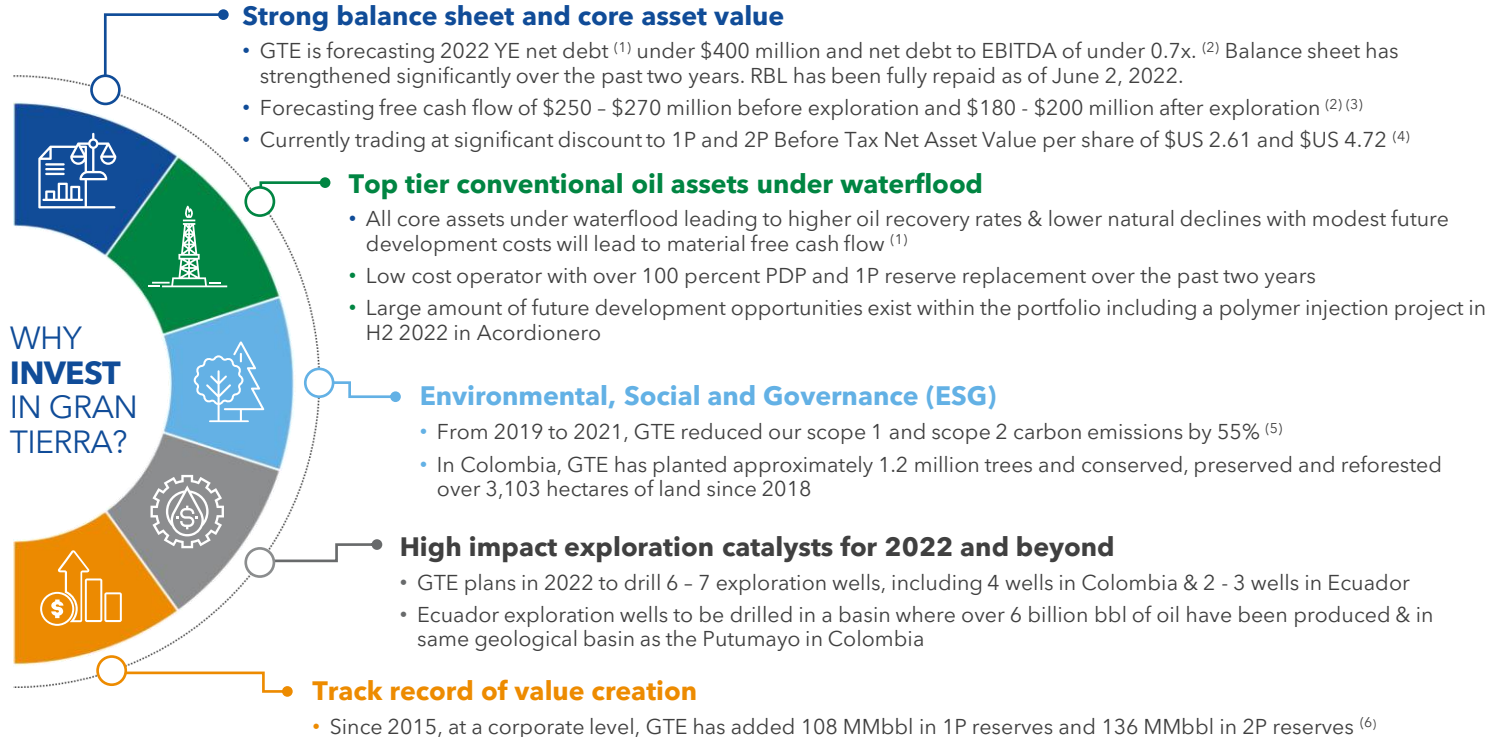 WHY
INVEST
IN GRAN
TIERRA?
Strong balance sheet and core asset value
• GTE is forecasting 2022 YE net debt (1) under $400 million and net debt to EBITDA of under 0.7x. (2) Balance sheet has
strengthened significantly over the past two years. RBL has been fully repaid as of June 2, 2022.
• Forecasting free cash flow of $250 – $270 million before exploration and $180 - $200 million after exploration (2) (3)
• Currently trading at significant discount to 1P and 2P Before Tax Net Asset Value per share of $US 2.61 and $US 4.72 (4)
Top tier conventional oil assets under waterflood
• All core assets under waterflood leading to higher oil recovery rates & lower natural declines with modest future
development costs will lead to material free cash flow (1)
• Low cost operator with over 100 percent PDP and 1P reserve replacement over the past two years
• Large amount of future development opportunities exist within the portfolio including a polymer injection project in
H2 2022 in Acordionero
Environmental, Social and Governance (ESG)
• From 2019 to 2021, GTE reduced our scope 1 and scope 2 carbon emissions by 55% (5)
• In Colombia, GTE has planted approximately 1.2 million trees and conserved, preserved and reforested
over 3,103 hectares of land since 2018
High impact exploration catalysts for 2022 and beyond
• GTE plans in 2022 to drill 6 – 7 exploration wells, including 4 wells in Colombia & 2 - 3 wells in Ecuador
• Ecuador exploration wells to be drilled in a basin where over 6 billion bbl of oil have been produced & in
same geological basin as the Putumayo in Colombia
Track record of value creation
• Since 2015, at a corporate level, GTE has added 108 MMbbl in 1P reserves and 136 MMbbl in 2P reserves (6)